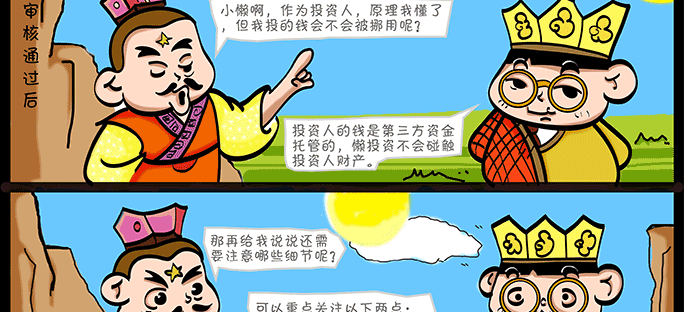 审核通过后
小懒啊，作为投资人，原理我懂了
，但我投的钱会不会被挪用呢？
投资人的钱是第三方资金
托管的，懒投资不会碰触
投资人财产。
那再给我说说还需
要注意哪些细节呢？
可以重点关注以下两点：